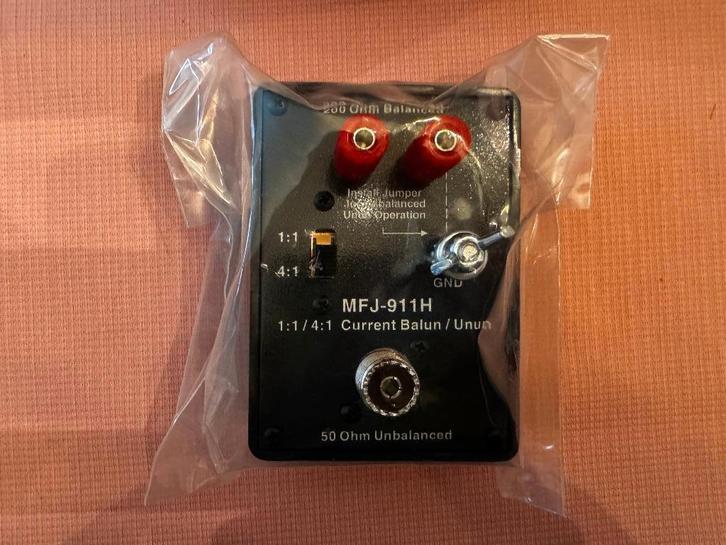 200 Ohm Balanced
Install Jumper
Unun Operation
1:1
4:1
GND
MFJ-911H
1:1 / 4:1 Current Balun / Unun
50 Ohm Unbalanced